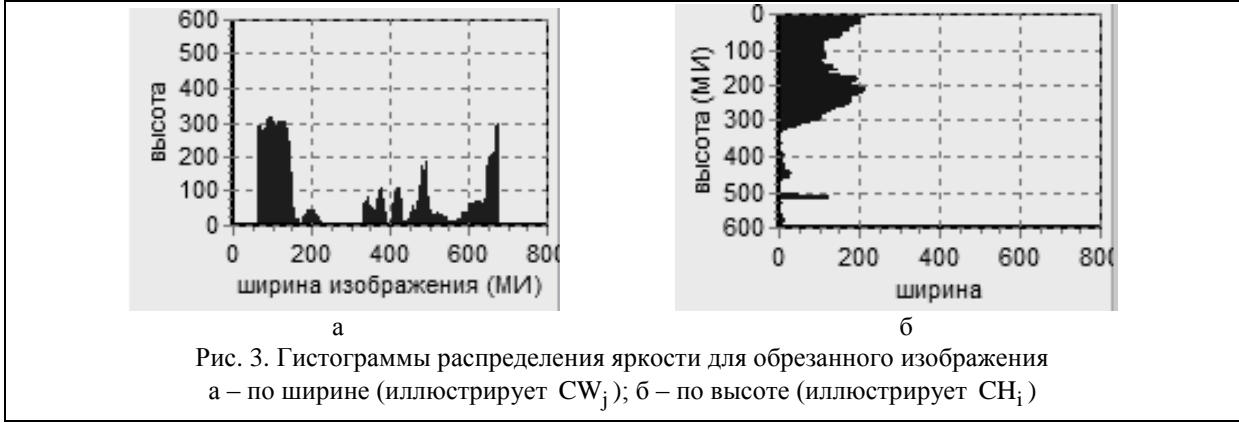 600
500
400
300
200
100
0
высота
0 200 400 600 80
ширина изображения (МИ)
а
0
100
200
300
400
500
600
высота (МИ)
0 200 400 600 80
ширина
б
Рис. 3. Гистограммы распределения яркости для обрезанного изображения
а – по ширине (иллюстрирует CWj); б – по высоте (иллюстрирует CHi)